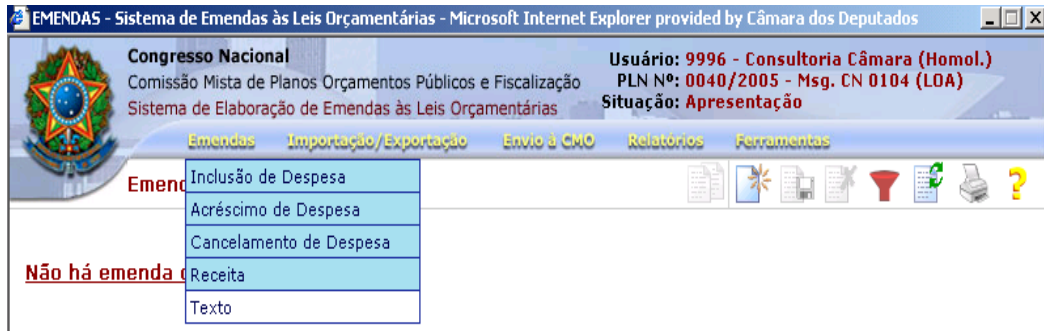 EMENDAS - Sistema de Emendas às Leis Orçamentárias - Microsoft Internet Explorer provided by Câmara dos Deputados
Congresso Nacional
Comissão Mista de Planos Orçamentos Públicos e Fiscalização
Sistema de Elaboração de Emendas às Leis Orçamentárias
Usuário: 9996 - Consultoria Câmara (Homol.)
PLN Nº: 0040/2005 - Msg. CN 0104 (LOA)
Situação: Apresentação
Emendas Importação/Exportação Envio à CMO Relatórios Ferramentas
Emend
Inclusão de Despesa
Acréscimo de Despesa
Cancelamento de Despesa
Não há emenda
Receita
Texto